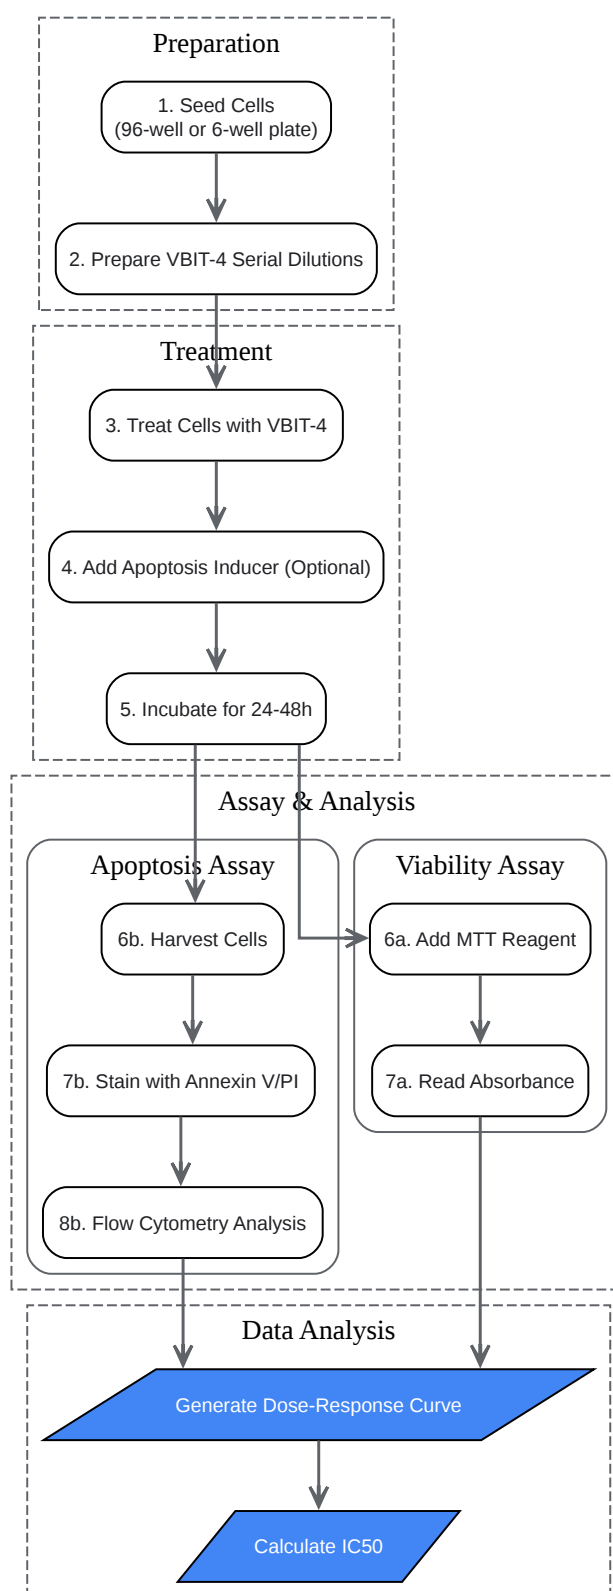 Preparation
1. Seed Cells
(96-well or 6-well plate)
2. Prepare VBIT-4 Serial Dilutions
Treatment
3. Treat Cells with VBIT-4
4. Add Apoptosis Inducer (Optional)
5. Incubate for 24-48h
Assay & Analysis
Apoptosis Assay
6b. Harvest Cells
7b. Stain with Annexin V/PI
8b. Flow Cytometry Analysis
Viability Assay
6a. Add MTT Reagent
7a. Read Absorbance
Data Analysis
Generate Dose-Response Curve
Calculate IC50